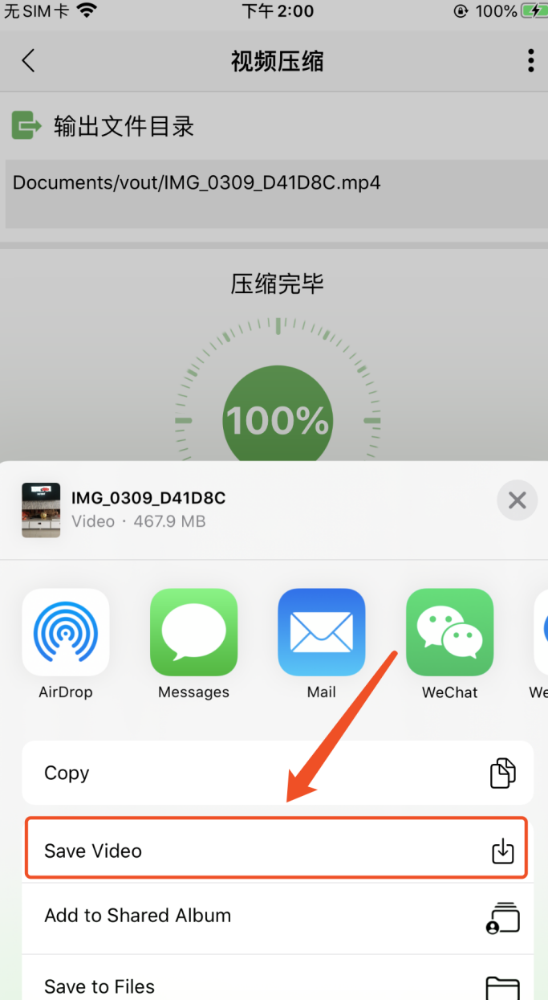 无SIM卡 下午2:00 100%
视频压缩
输出文件目录
Documents/vout/IMG_0309_D41D8C.mp4
压缩完毕
100%
IMG_0309_D41D8C
Video · 467.9 MB
AirDrop Messages Mail WeChat We
Copy
Save Video
Add to Shared Album
Save to Files